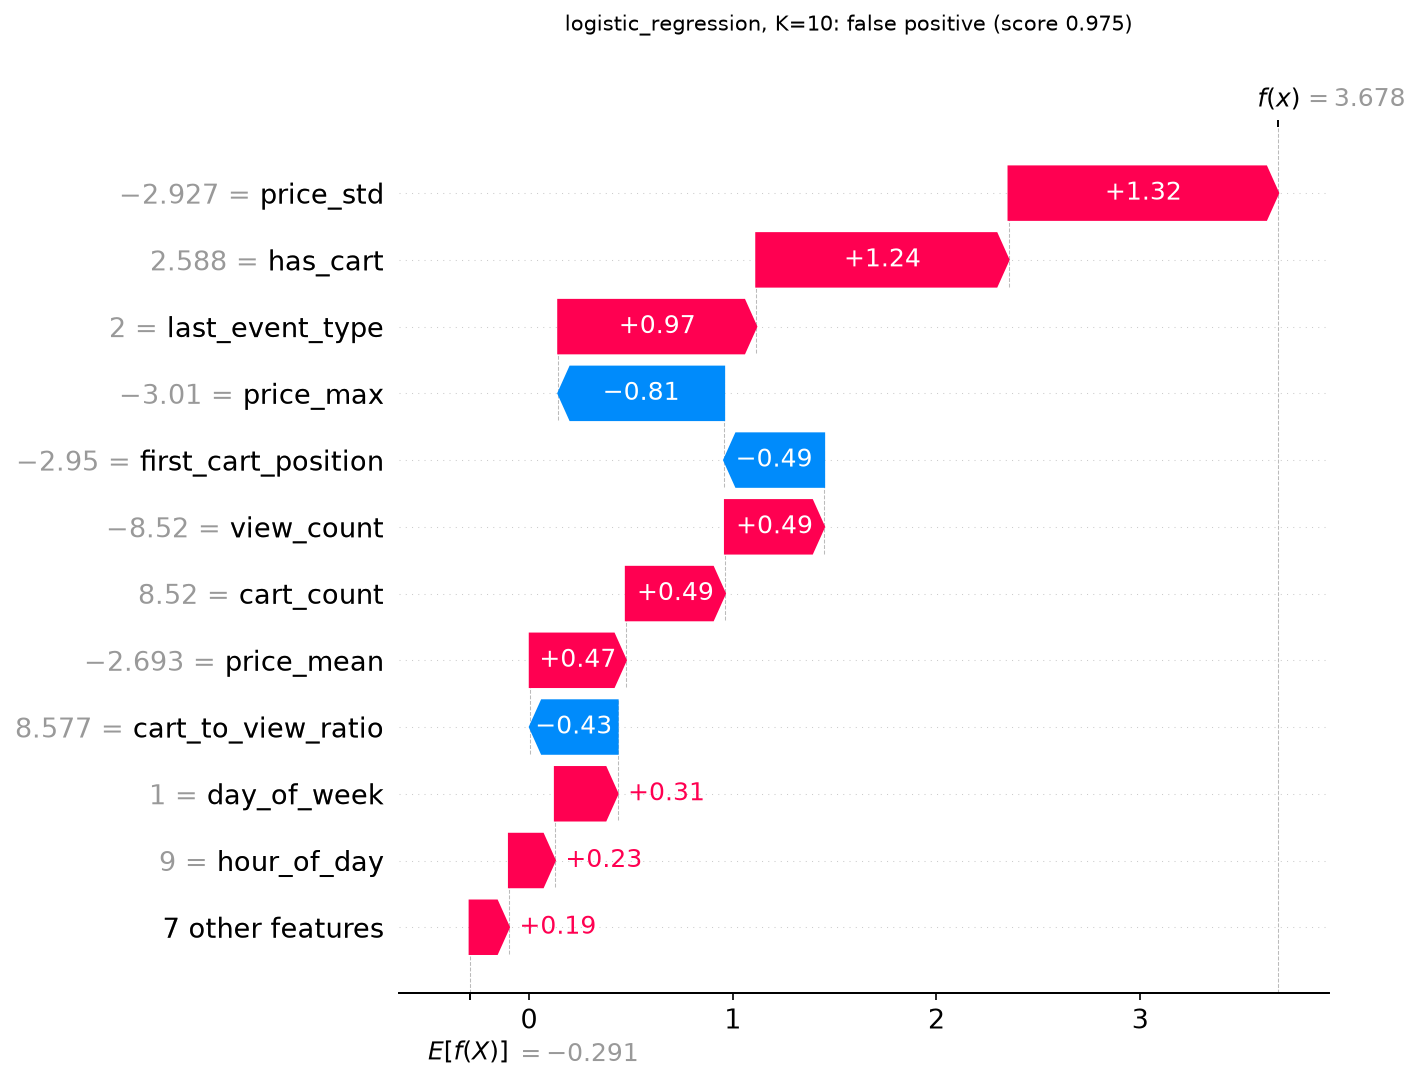 logistic_regression, K=10: false positive (score 0.975)
f(x) = 3.678
−2.927 = price_std +1.32
2.588 = has_cart +1.24
2 = last_event_type +0.97
−3.01 = price_max −0.81
−2.95 = first_cart_position −0.49
−8.52 = view_count +0.49
8.52 = cart_count +0.49
−2.693 = price_mean +0.47
8.577 = cart_to_view_ratio −0.43
1 = day_of_week +0.31
9 = hour_of_day +0.23
7 other features +0.19
0 1 2 3
E[f(X)] = −0.291